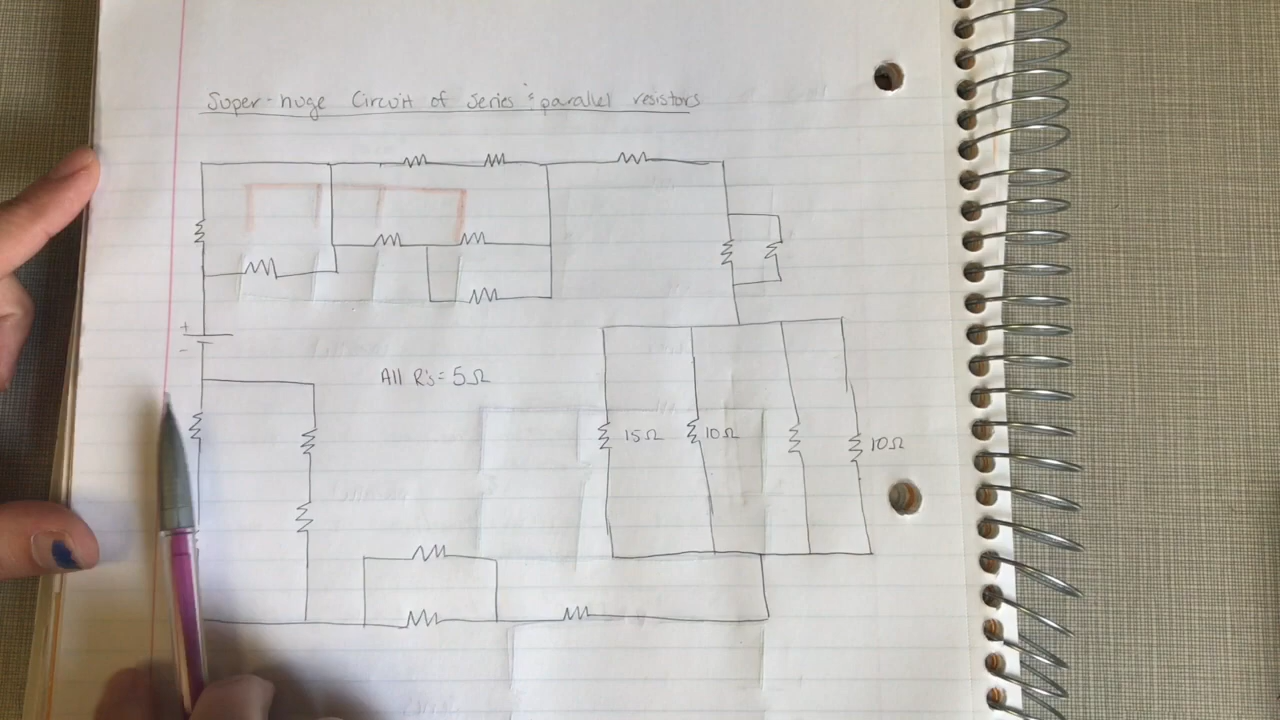 Super-huge Circuit of series & parallel resistors
+
-
All R's = 5Ω
15Ω
10Ω
10Ω